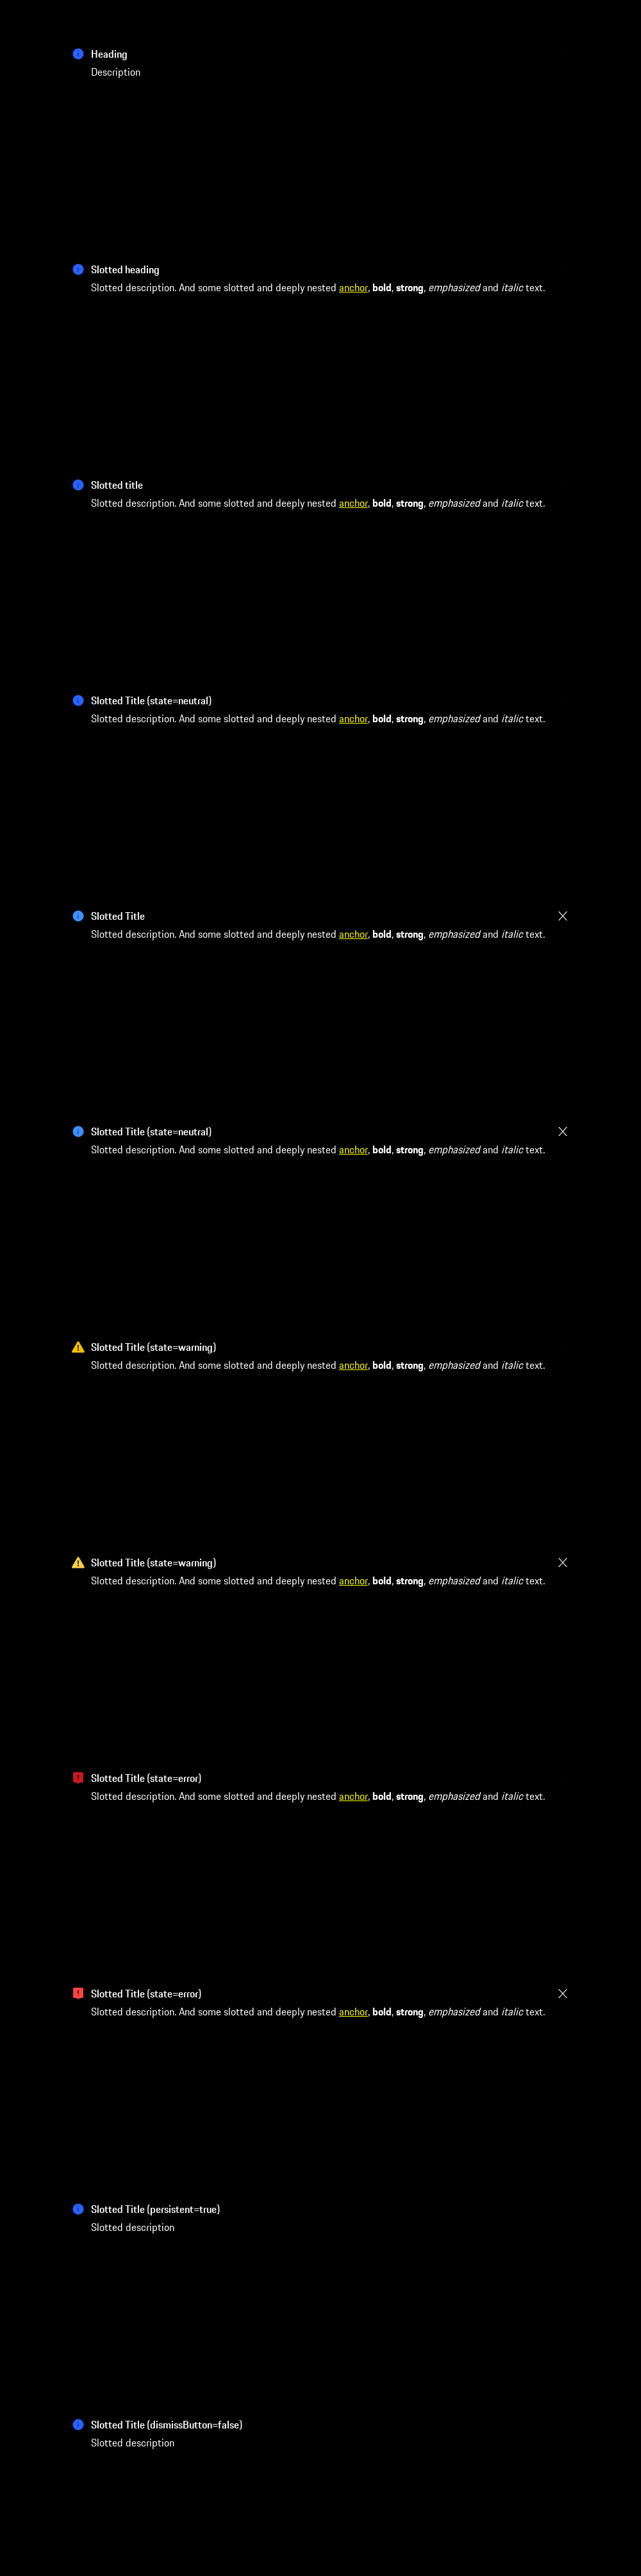 Heading
Description
Slotted heading
Slotted description. And some slotted and deeply nested anchor, bold, strong, emphasized and italic text.
Slotted title
Slotted description. And some slotted and deeply nested anchor, bold, strong, emphasized and italic text.
Slotted Title (state=neutral)
Slotted description. And some slotted and deeply nested anchor, bold, strong, emphasized and italic text.
Slotted Title
Slotted description. And some slotted and deeply nested anchor, bold, strong, emphasized and italic text.
Slotted Title (state=neutral)
Slotted description. And some slotted and deeply nested anchor, bold, strong, emphasized and italic text.
Slotted Title (state=warning)
Slotted description. And some slotted and deeply nested anchor, bold, strong, emphasized and italic text.
Slotted Title (state=warning)
Slotted description. And some slotted and deeply nested anchor, bold, strong, emphasized and italic text.
Slotted Title (state=error)
Slotted description. And some slotted and deeply nested anchor, bold, strong, emphasized and italic text.
Slotted Title (state=error)
Slotted description. And some slotted and deeply nested anchor, bold, strong, emphasized and italic text.
Slotted Title (persistent=true)
Slotted description
Slotted Title (dismissButton=false)
Slotted description